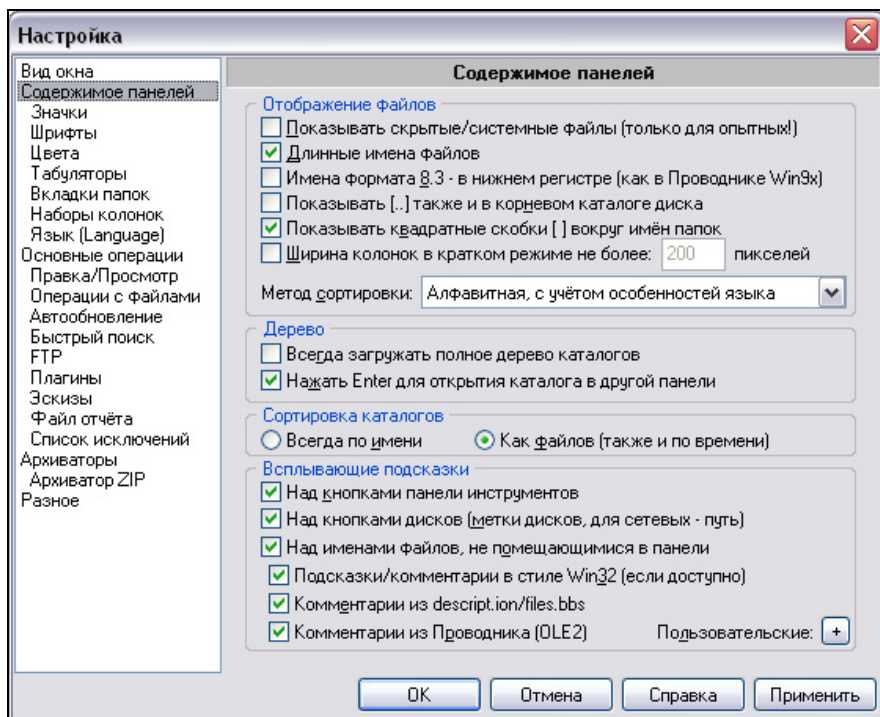 Настройка
Вид окна
Содержимое панелей
Значки
Шрифты
Цвета
Табуляторы
Вкладки папок
Наборы колонок
Язык (Language)
Основные операции
Правка/Просмотр
Операции с файлами
Автообновление
Быстрый поиск
FTP
Плагины
Эскизы
Файл отчёта
Список исключений
Архиваторы
Архиватор ZIP
Разное
Содержимое панелей
Отображение файлов
Показывать скрытые/системные файлы (только для опытных!)
Длинные имена файлов
Имена формата 8.3 - в нижнем регистре (как в Проводнике Win9x)
Показывать [..] также и в корневом каталоге диска
Показывать квадратные скобки [ ] вокруг имён папок
Ширина колонок в кратком режиме не более: 200 пикселей
Метод сортировки: Алфавитная, с учётом особенностей языка
Дерево
Всегда загружать полное дерево каталогов
Нажать Enter для открытия каталога в другой панели
Сортировка каталогов
Всегда по имени Как файлов (также и по времени)
Всплывающие подсказки
Над кнопками панели инструментов
Над кнопками дисков (метки дисков, для сетевых - путь)
Над именами файлов, не помещающимися в панели
Подсказки/комментарии в стиле Win32 (если доступно)
Комментарии из descript.ion/files.bbs
Комментарии из Проводника (OLE2) Пользовательские: +
OK Отмена Справка Применить